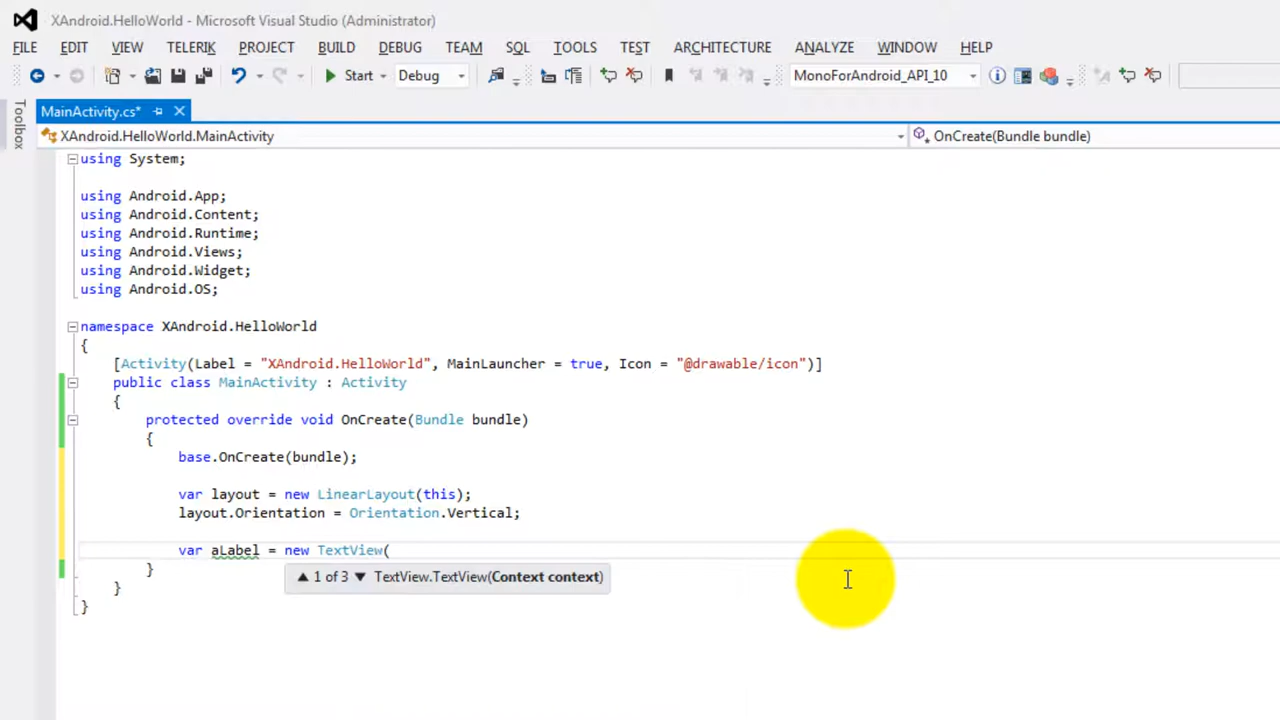 XAndroid.HelloWorld - Microsoft Visual Studio (Administrator)
FILE EDIT VIEW TELERIK PROJECT BUILD DEBUG TEAM SQL TOOLS TEST ARCHITECTURE ANALYZE WINDOW HELP
Start Debug MonoForAndroid_API_10
Toolbox
MainActivity.cs*
XAndroid.HelloWorld.MainActivity OnCreate(Bundle bundle)
using System;
using Android.App;
using Android.Content;
using Android.Runtime;
using Android.Views;
using Android.Widget;
using Android.OS;
namespace XAndroid.HelloWorld
{
[Activity(Label = "XAndroid.HelloWorld", MainLauncher = true, Icon = "@drawable/icon")]
public class MainActivity : Activity
{
protected override void OnCreate(Bundle bundle)
{
base.OnCreate(bundle);
var layout = new LinearLayout(this);
layout.Orientation = Orientation.Vertical;
var aLabel = new TextView(
}
▲ 1 of 3 ▼ TextView.TextView(Context context)
}
}